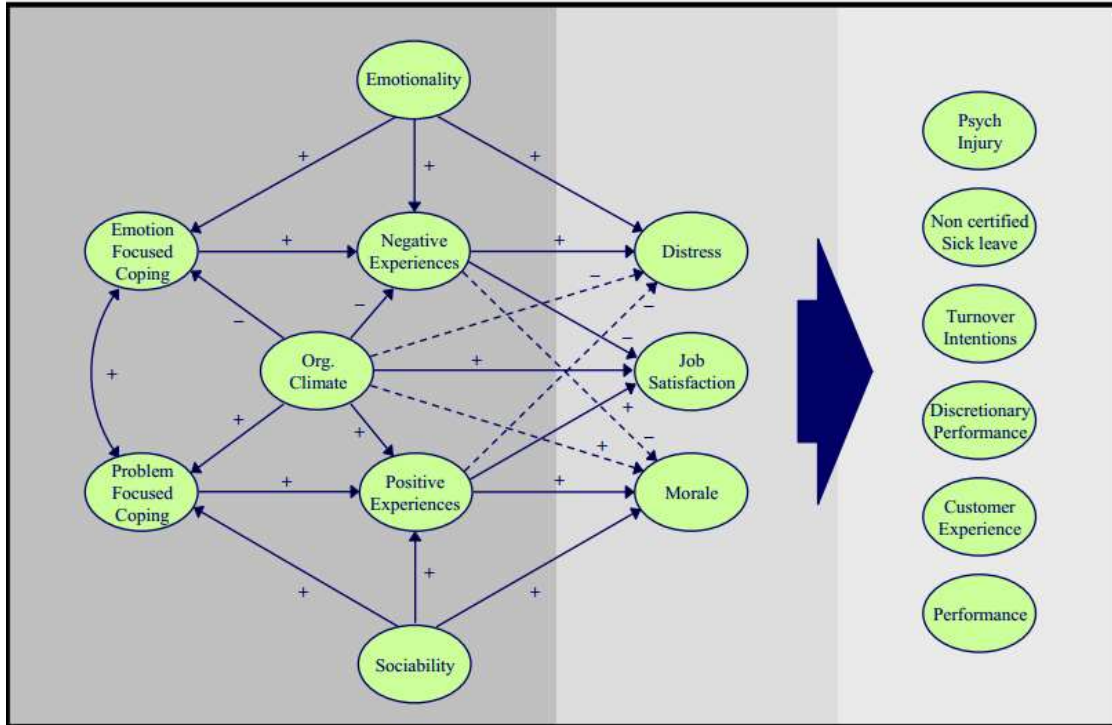 Emotionality
+
+
+
Emotion
Focused
Coping
+
Negative
Experiences
+
Distress
−
−
−
−
−
Org.
Climate
+
Job
Satisfaction
+
+
+
+
+
−
Problem
Focused
Coping
+
Positive
Experiences
+
Morale
+
+
+
Sociability
Psych
Injury
Non certified
Sick leave
Turnover
Intentions
Discretionary
Performance
Customer
Experience
Performance